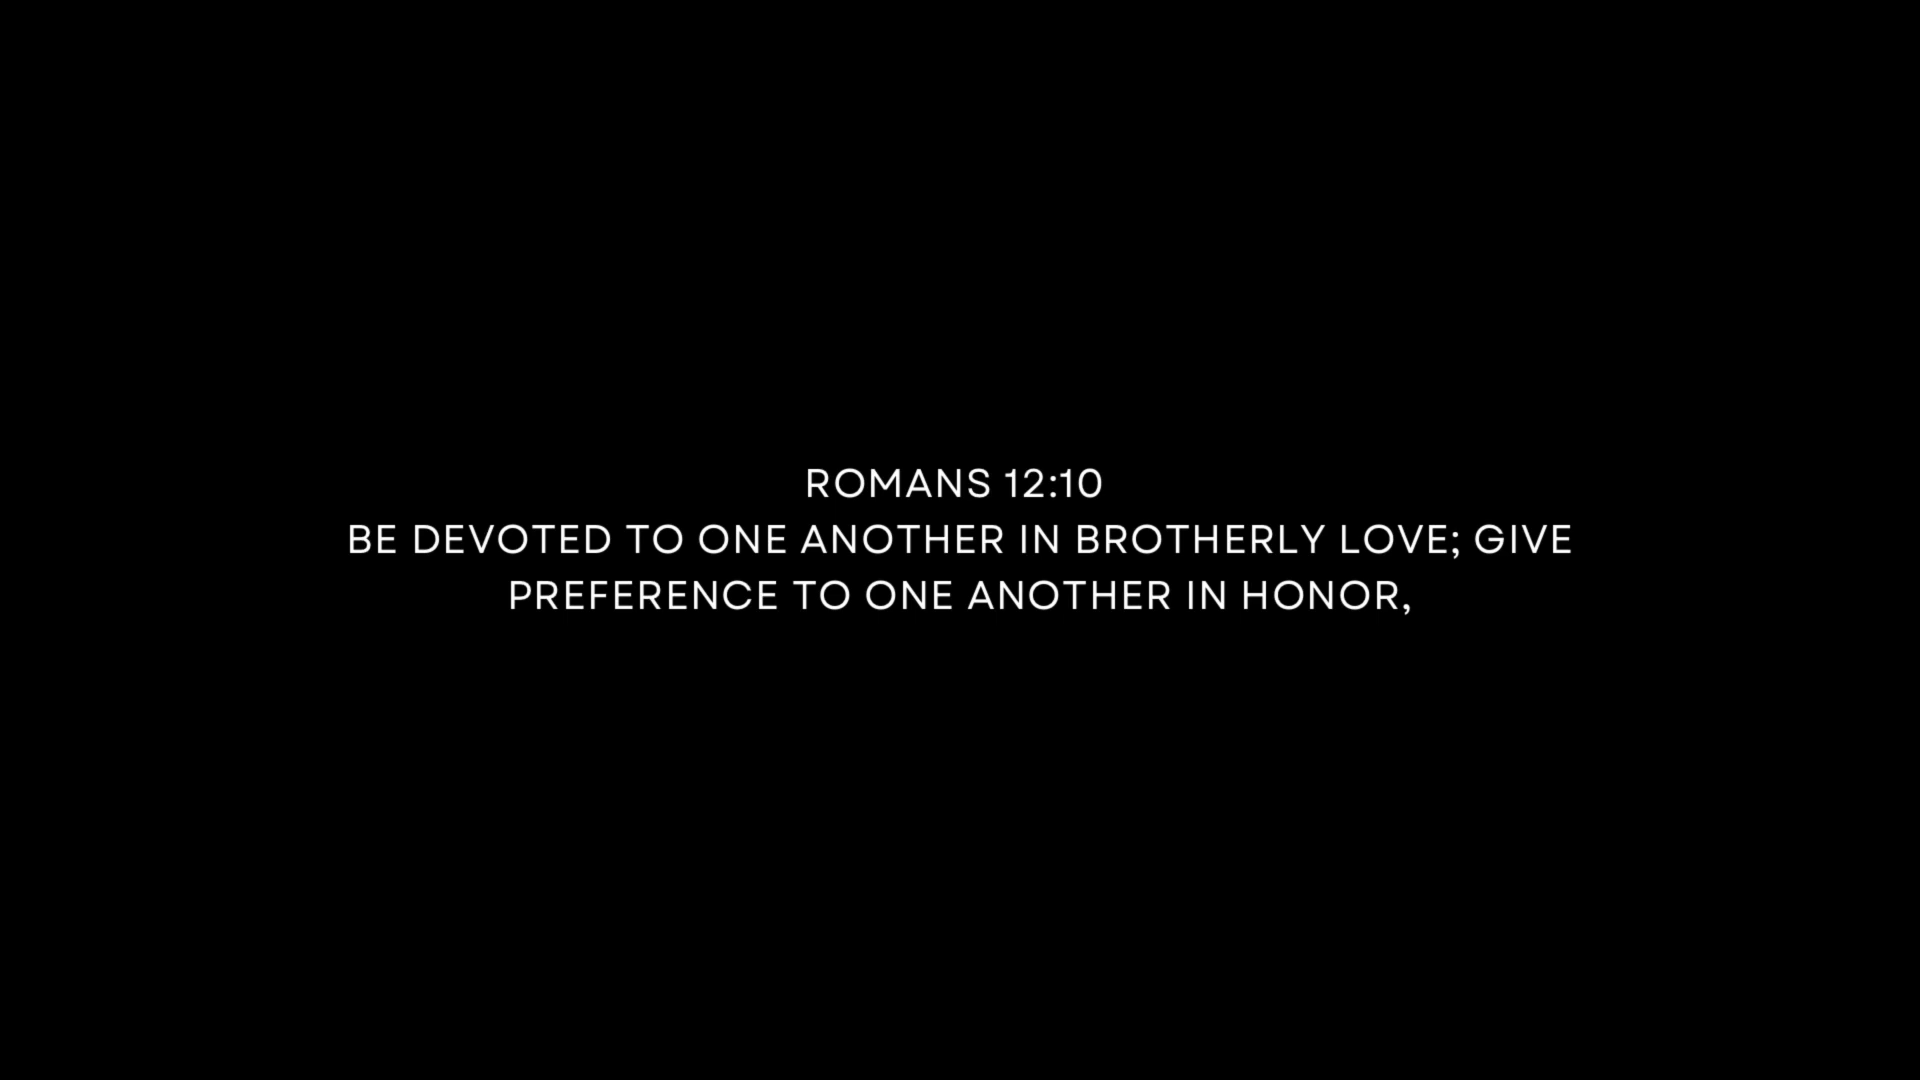 ROMANS 12:10
BE DEVOTED TO ONE ANOTHER IN BROTHERLY LOVE; GIVE
PREFERENCE TO ONE ANOTHER IN HONOR,